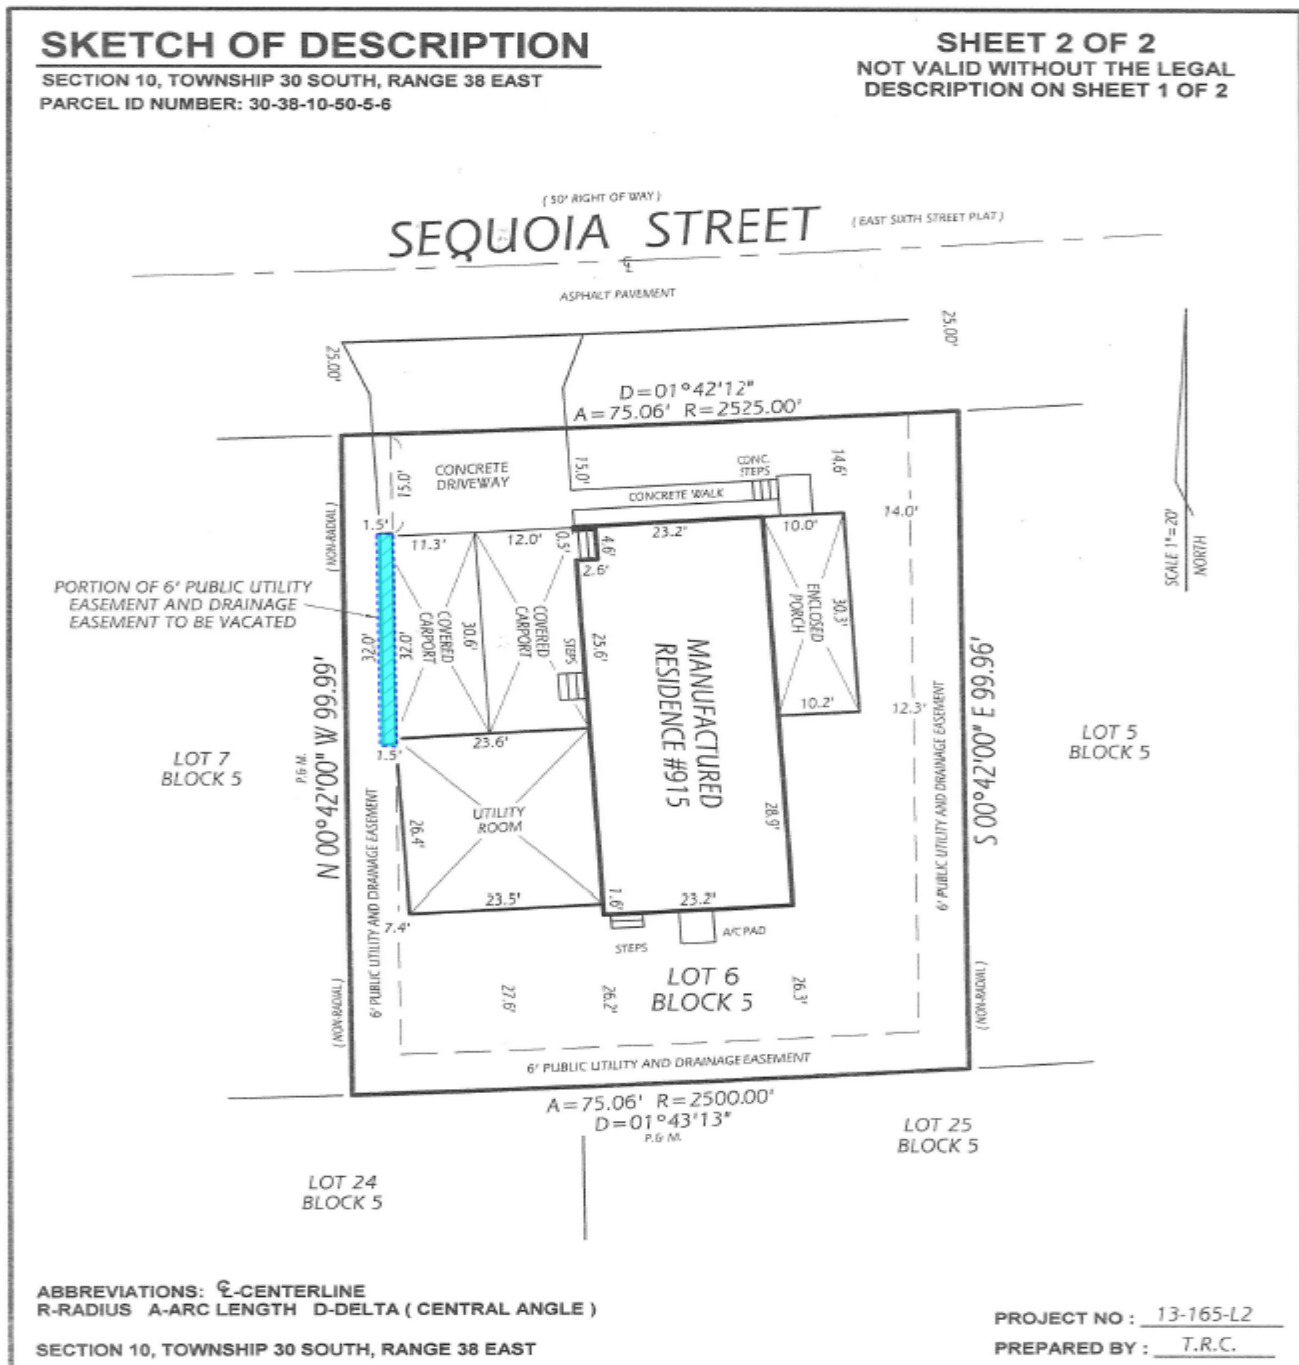 SKETCH OF DESCRIPTION
SECTION 10, TOWNSHIP 30 SOUTH, RANGE 38 EAST
PARCEL ID NUMBER: 30-38-10-50-5-6
SHEET 2 OF 2
NOT VALID WITHOUT THE LEGAL
DESCRIPTION ON SHEET 1 OF 2
( 50' RIGHT OF WAY )
SEQUOIA STREET
( EAST SIXTH STREET PLAT )
℄
ASPHALT PAVEMENT
25.00'
25.00'
D=01°42'12"
A=75.06' R=2525.00'
CONCRETE
DRIVEWAY
15.0'
15.0'
CONC.
STEPS
14.6'
CONCRETE WALK
14.0'
(NON-RADIAL)
1.5'
11.3'
12.0'
0.5'
4.6'
23.2'
10.0'
2.6'
SCALE 1"=20'
NORTH
PORTION OF 6' PUBLIC UTILITY
EASEMENT AND DRAINAGE
EASEMENT TO BE VACATED
32.0'
32.0'
COVERED
CARPORT
30.6'
COVERED
CARPORT
STEPS
25.6'
MANUFACTURED
RESIDENCE #915
ENCLOSED
PORCH
30.3'
10.2'
12.3'
6' PUBLIC UTILITY AND DRAINAGE EASEMENT
S 00°42'00" E 99.99'
LOT 5
BLOCK 5
LOT 7
BLOCK 5
P.& M.
N 00°42'00" W 99.99'
1.5'
23.6'
UTILITY
ROOM
26.4'
28.9'
23.5'
1.6'
23.2'
7.4'
6' PUBLIC UTILITY AND DRAINAGE EASEMENT
STEPS
A/C PAD
LOT 6
BLOCK 5
27.6'
26.2'
26.3'
(NON-RADIAL)
(NON-RADIAL)
6' PUBLIC UTILITY AND DRAINAGE EASEMENT
A=75.06' R=2500.00'
D=01°43'13"
P.& M.
LOT 25
BLOCK 5
LOT 24
BLOCK 5
ABBREVIATIONS: ℄-CENTERLINE
R-RADIUS A-ARC LENGTH D-DELTA ( CENTRAL ANGLE )
SECTION 10, TOWNSHIP 30 SOUTH, RANGE 38 EAST
PROJECT NO : 13-165-L2
PREPARED BY : T.R.C.